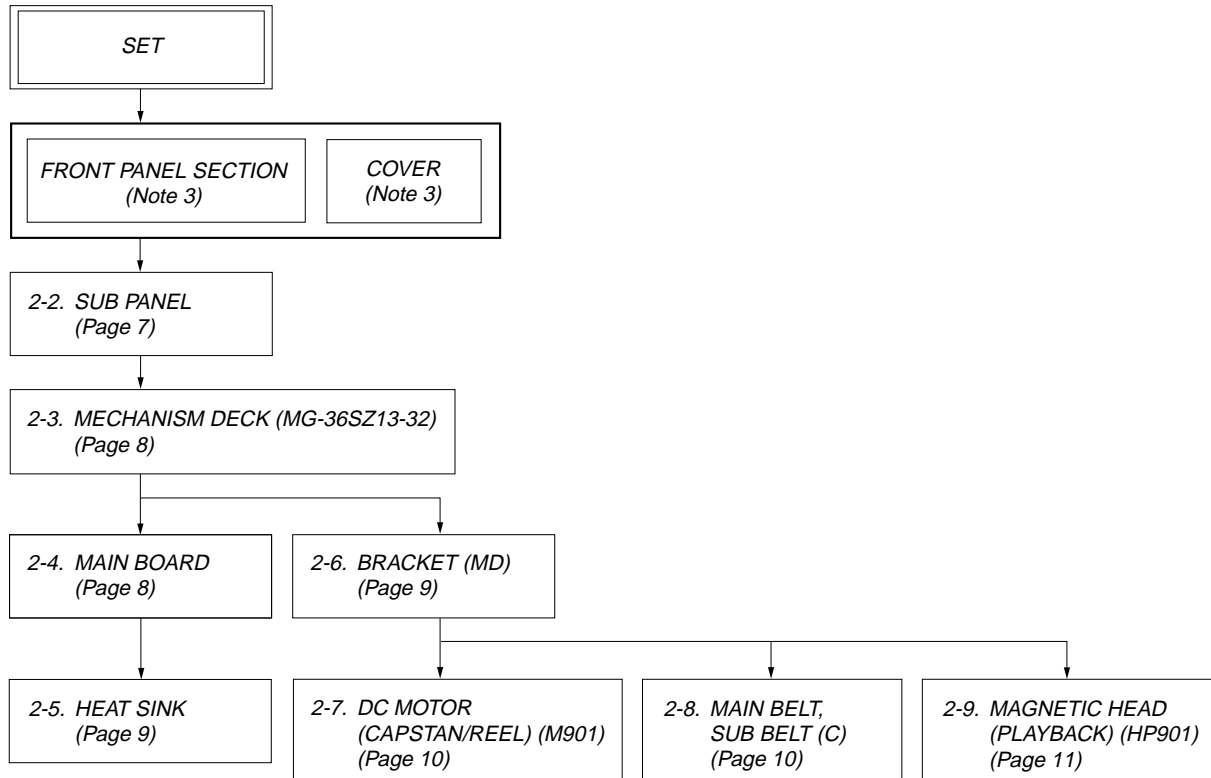 SET
FRONT PANEL SECTION
(Note 3)
COVER
(Note 3)
2-2. SUB PANEL
(Page 7)
2-3. MECHANISM DECK (MG-36SZ13-32)
(Page 8)
2-4. MAIN BOARD
(Page 8)
2-6. BRACKET (MD)
(Page 9)
2-5. HEAT SINK
(Page 9)
2-7. DC MOTOR
(CAPSTAN/REEL) (M901)
(Page 10)
2-8. MAIN BELT,
SUB BELT (C)
(Page 10)
2-9. MAGNETIC HEAD
(PLAYBACK) (HP901)
(Page 11)